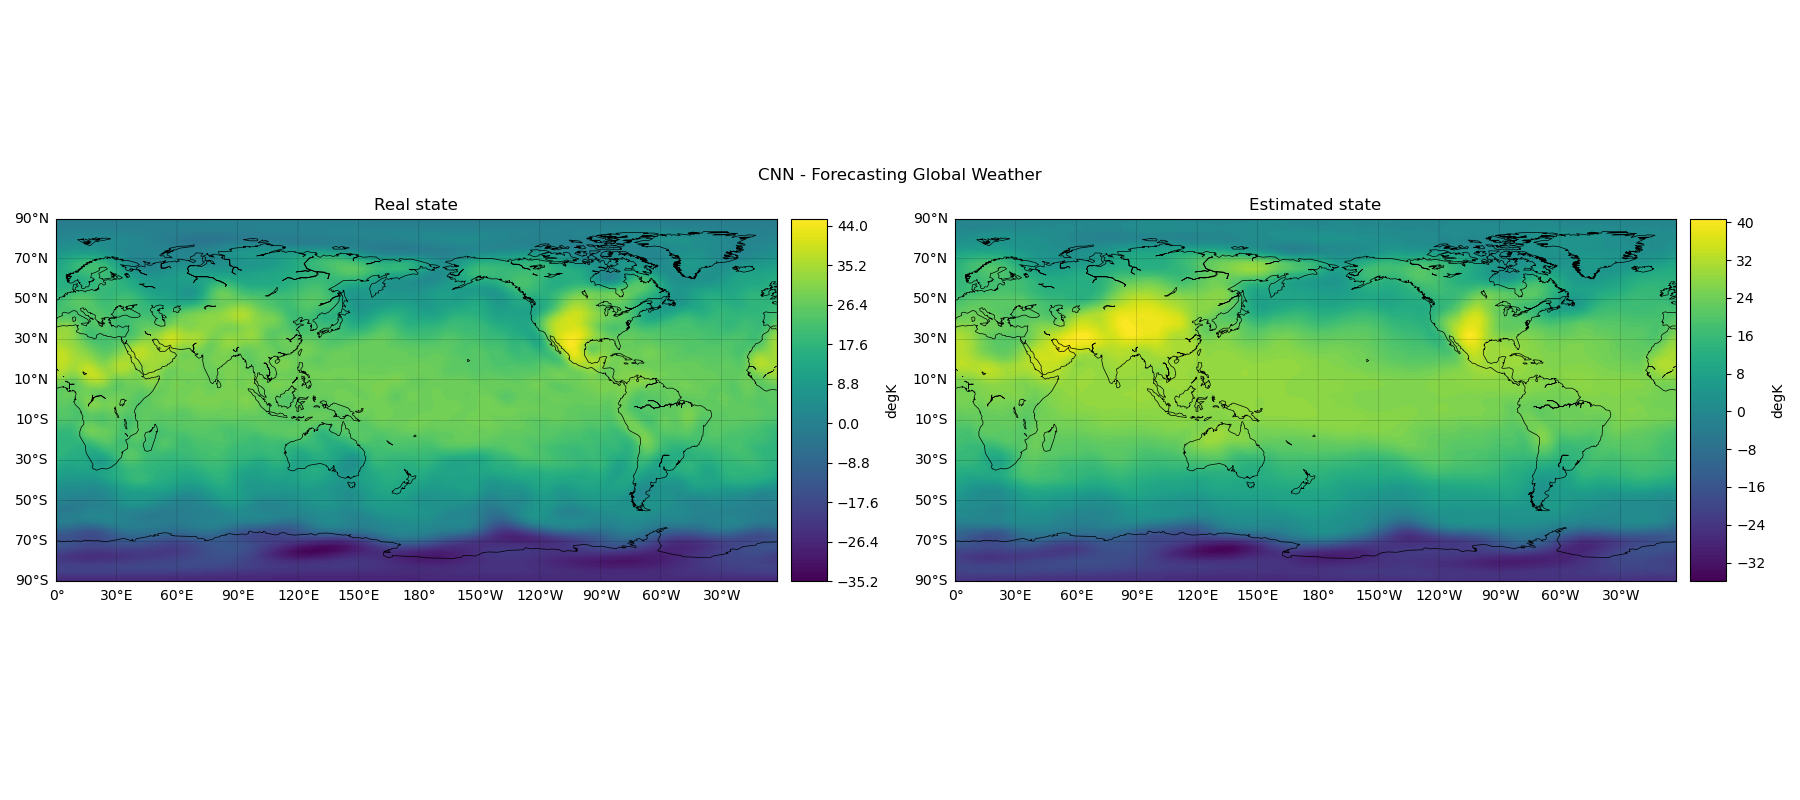 CNN - Forecasting Global Weather
Real state
90°N
70°N
50°N
30°N
10°N
10°S
30°S
50°S
70°S
90°S
0° 30°E 60°E 90°E 120°E 150°E 180° 150°W 120°W 90°W 60°W 30°W
44.0
35.2
26.4
17.6
8.8
0.0
−8.8
−17.6
−26.4
−35.2
degK
Estimated state
90°N
70°N
50°N
30°N
10°N
10°S
30°S
50°S
70°S
90°S
0° 30°E 60°E 90°E 120°E 150°E 180° 150°W 120°W 90°W 60°W 30°W
40
32
24
16
8
0
−8
−16
−24
−32
degK